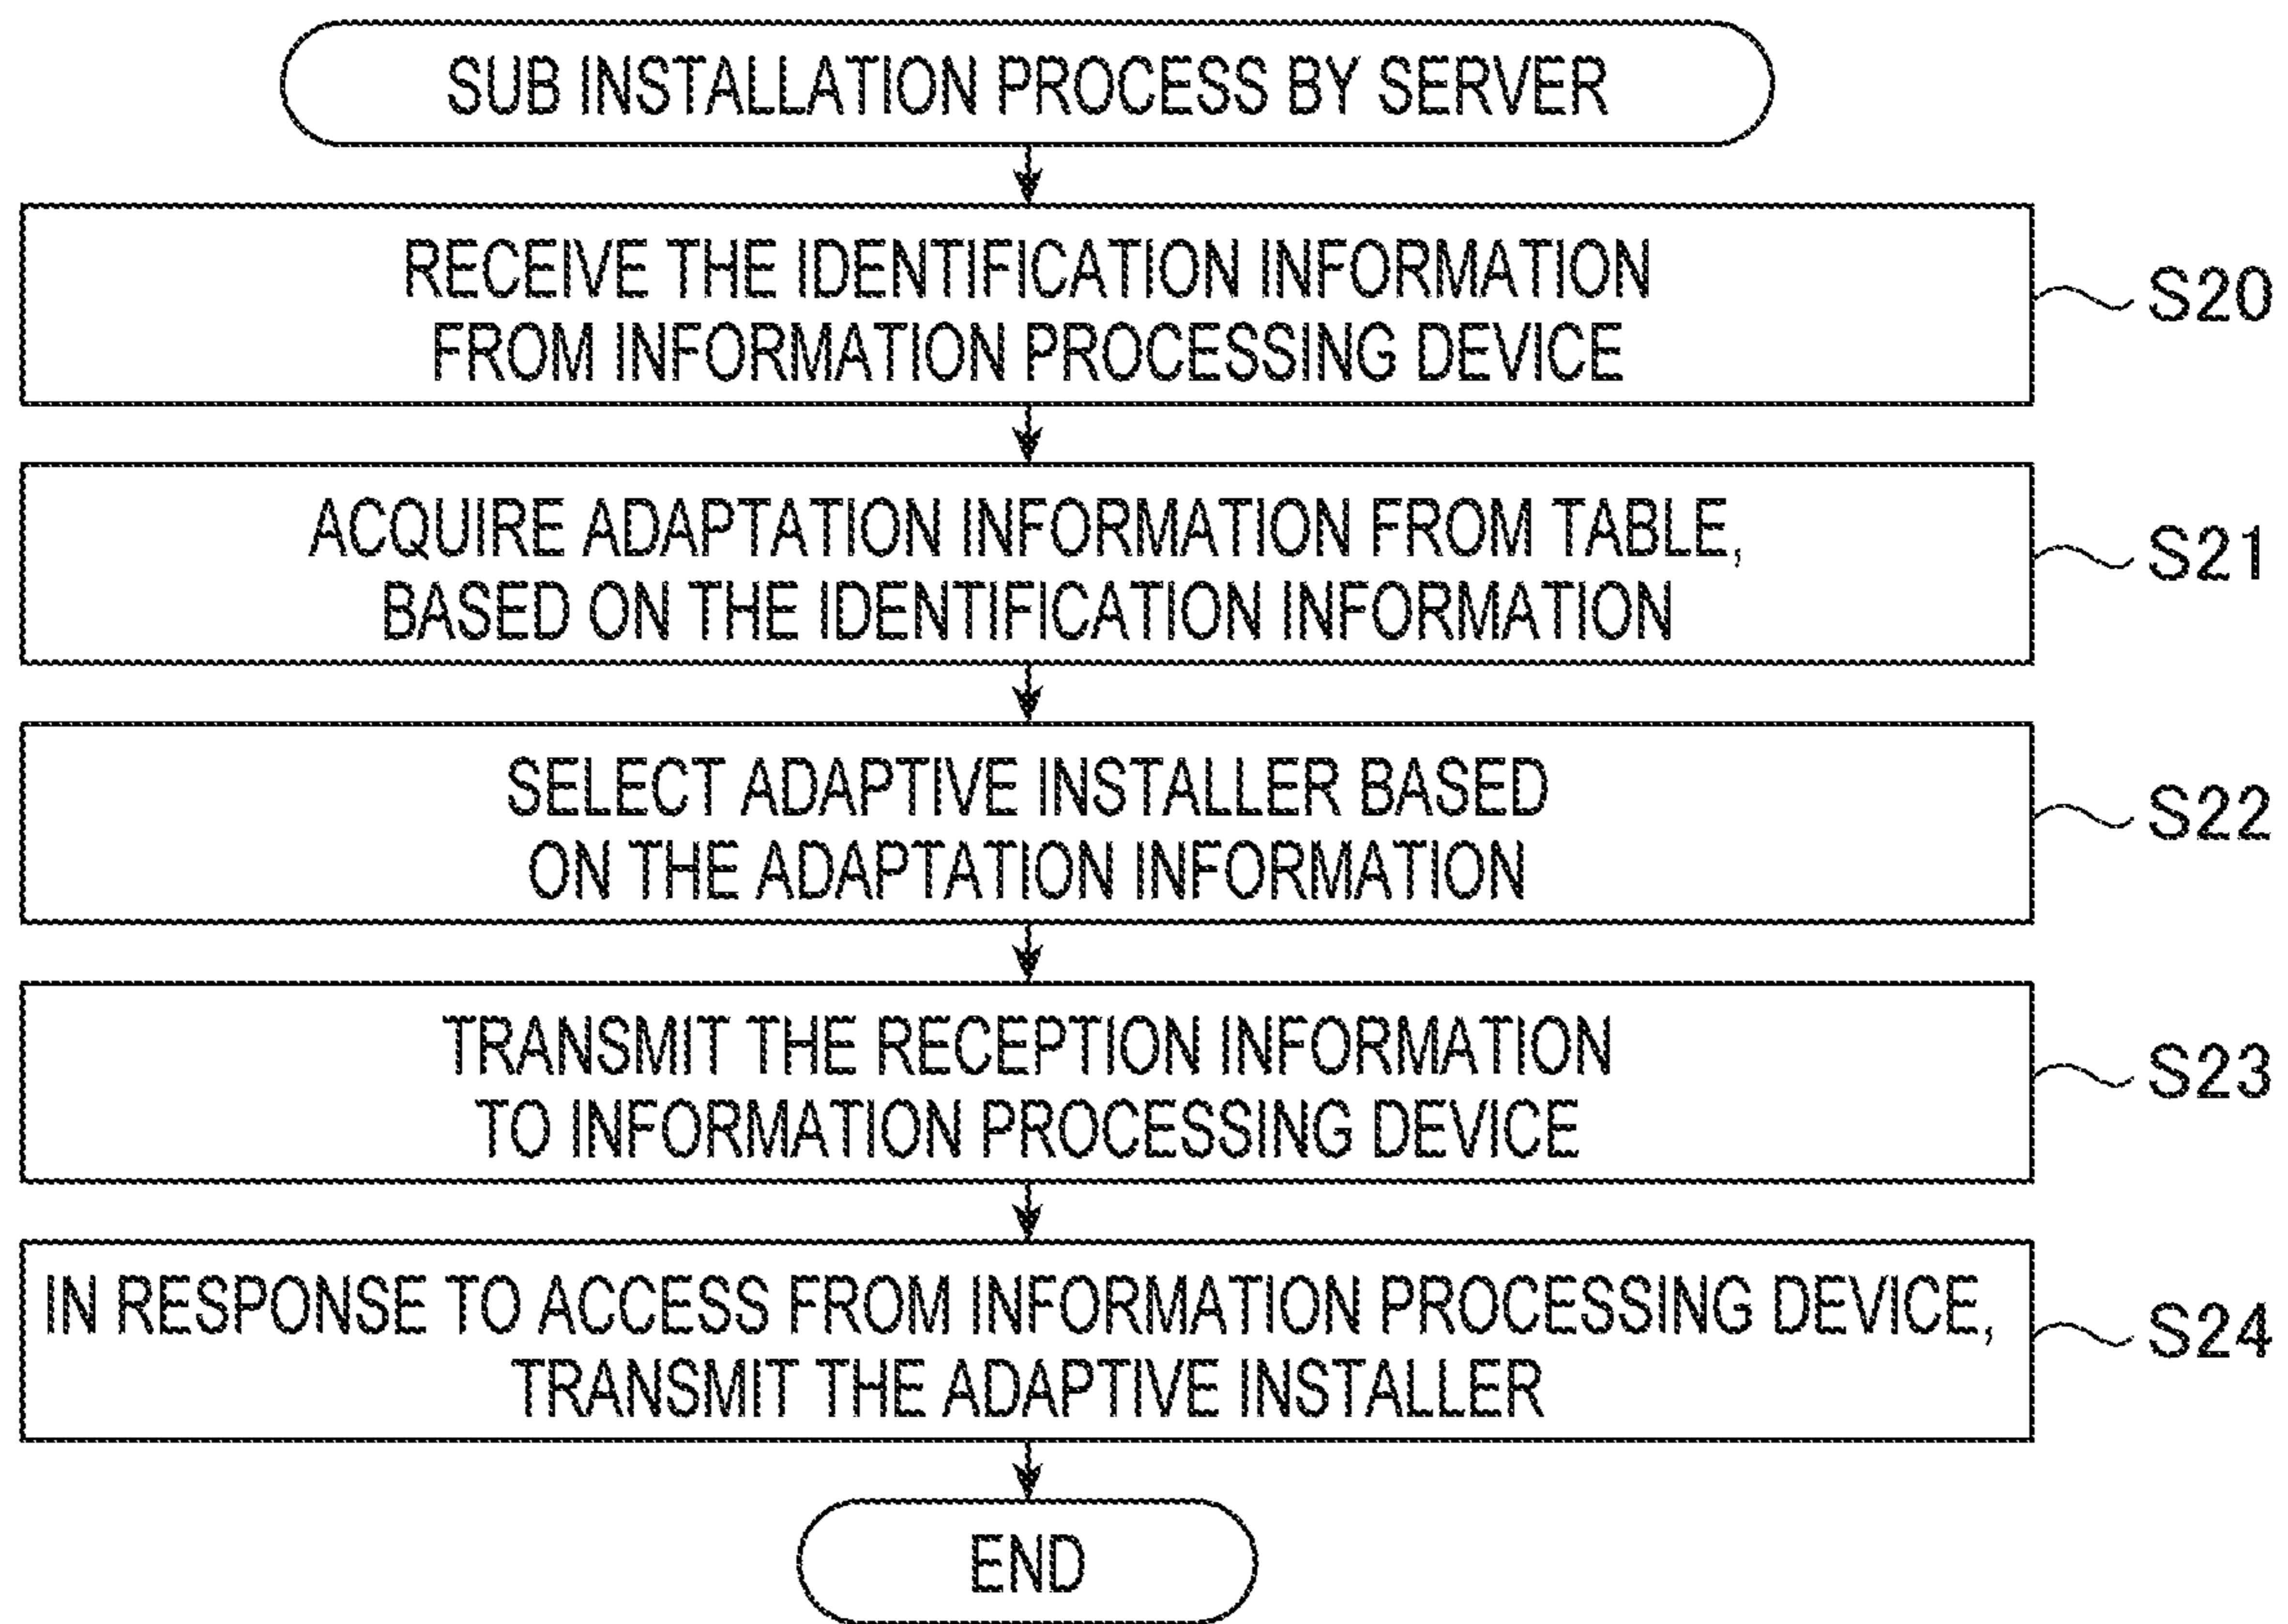 SUB INSTALLATION PROCESS BY SERVER
RECEIVE THE IDENTIFICATION INFORMATION
FROM INFORMATION PROCESSING DEVICE
S20
ACQUIRE ADAPTATION INFORMATION FROM TABLE,
BASED ON THE IDENTIFICATION INFORMATION
S21
SELECT ADAPTIVE INSTALLER BASED
ON THE ADAPTATION INFORMATION
S22
TRANSMIT THE RECEPTION INFORMATION
TO INFORMATION PROCESSING DEVICE
S23
IN RESPONSE TO ACCESS FROM INFORMATION PROCESSING DEVICE,
TRANSMIT THE ADAPTIVE INSTALLER
S24
END